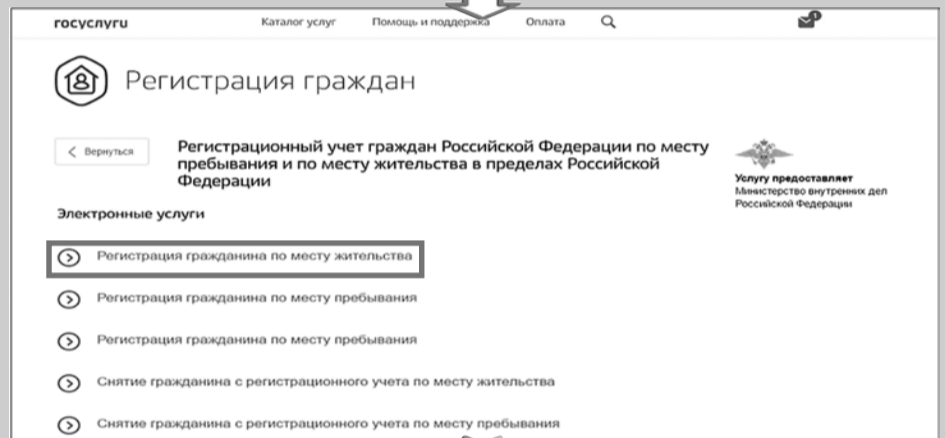 госуслуги Каталог услуг Помощь и поддержка Оплата 1
Регистрация граждан
Вернуться
Регистрационный учет граждан Российской Федерации по месту
пребывания и по месту жительства в пределах Российской
Федерации
Услугу предоставляет
Министерство внутренних дел
Российской Федерации
Электронные услуги
Регистрация гражданина по месту жительства
Регистрация гражданина по месту пребывания
Регистрация гражданина по месту пребывания
Снятие гражданина с регистрационного учета по месту жительства
Снятие гражданина с регистрационного учета по месту пребывания